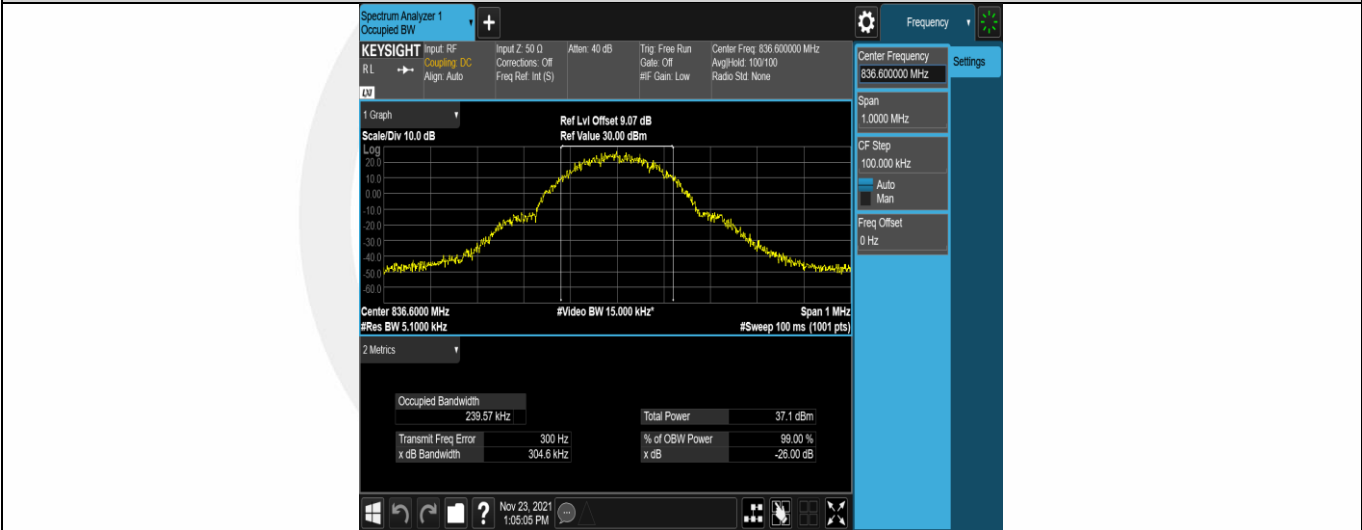 Spectrum Analyzer 1
Occupied BW
+
Frequency
KEYSIGHT
R L
LXI
Input: RF
Coupling: DC
Align: Auto
Input Z: 50 Ω
Corrections: Off
Freq Ref: Int (S)
Atten: 40 dB
Trig: Free Run
Gate: Off
#IF Gain: Low
Center Freq: 836.600000 MHz
Avg|Hold: 100/100
Radio Std: None
Center Frequency
836.600000 MHz
Settings
Span
1.0000 MHz
CF Step
100.000 kHz
Auto
Man
Freq Offset
0 Hz
1 Graph
Scale/Div 10.0 dB
Ref Lvl Offset 9.07 dB
Ref Value 30.00 dBm
Log
20.0
10.0
0.00
-10.0
-20.0
-30.0
-40.0
-50.0
-60.0
Center 836.6000 MHz
#Res BW 5.1000 kHz
#Video BW 15.000 kHz*
Span 1 MHz
#Sweep 100 ms (1001 pts)
2 Metrics
Occupied Bandwidth
239.57 kHz
Total Power 37.1 dBm
Transmit Freq Error 300 Hz
% of OBW Power 99.00 %
x dB Bandwidth 304.6 kHz
x dB -26.00 dB
?
Nov 23, 2021
1:05:05 PM